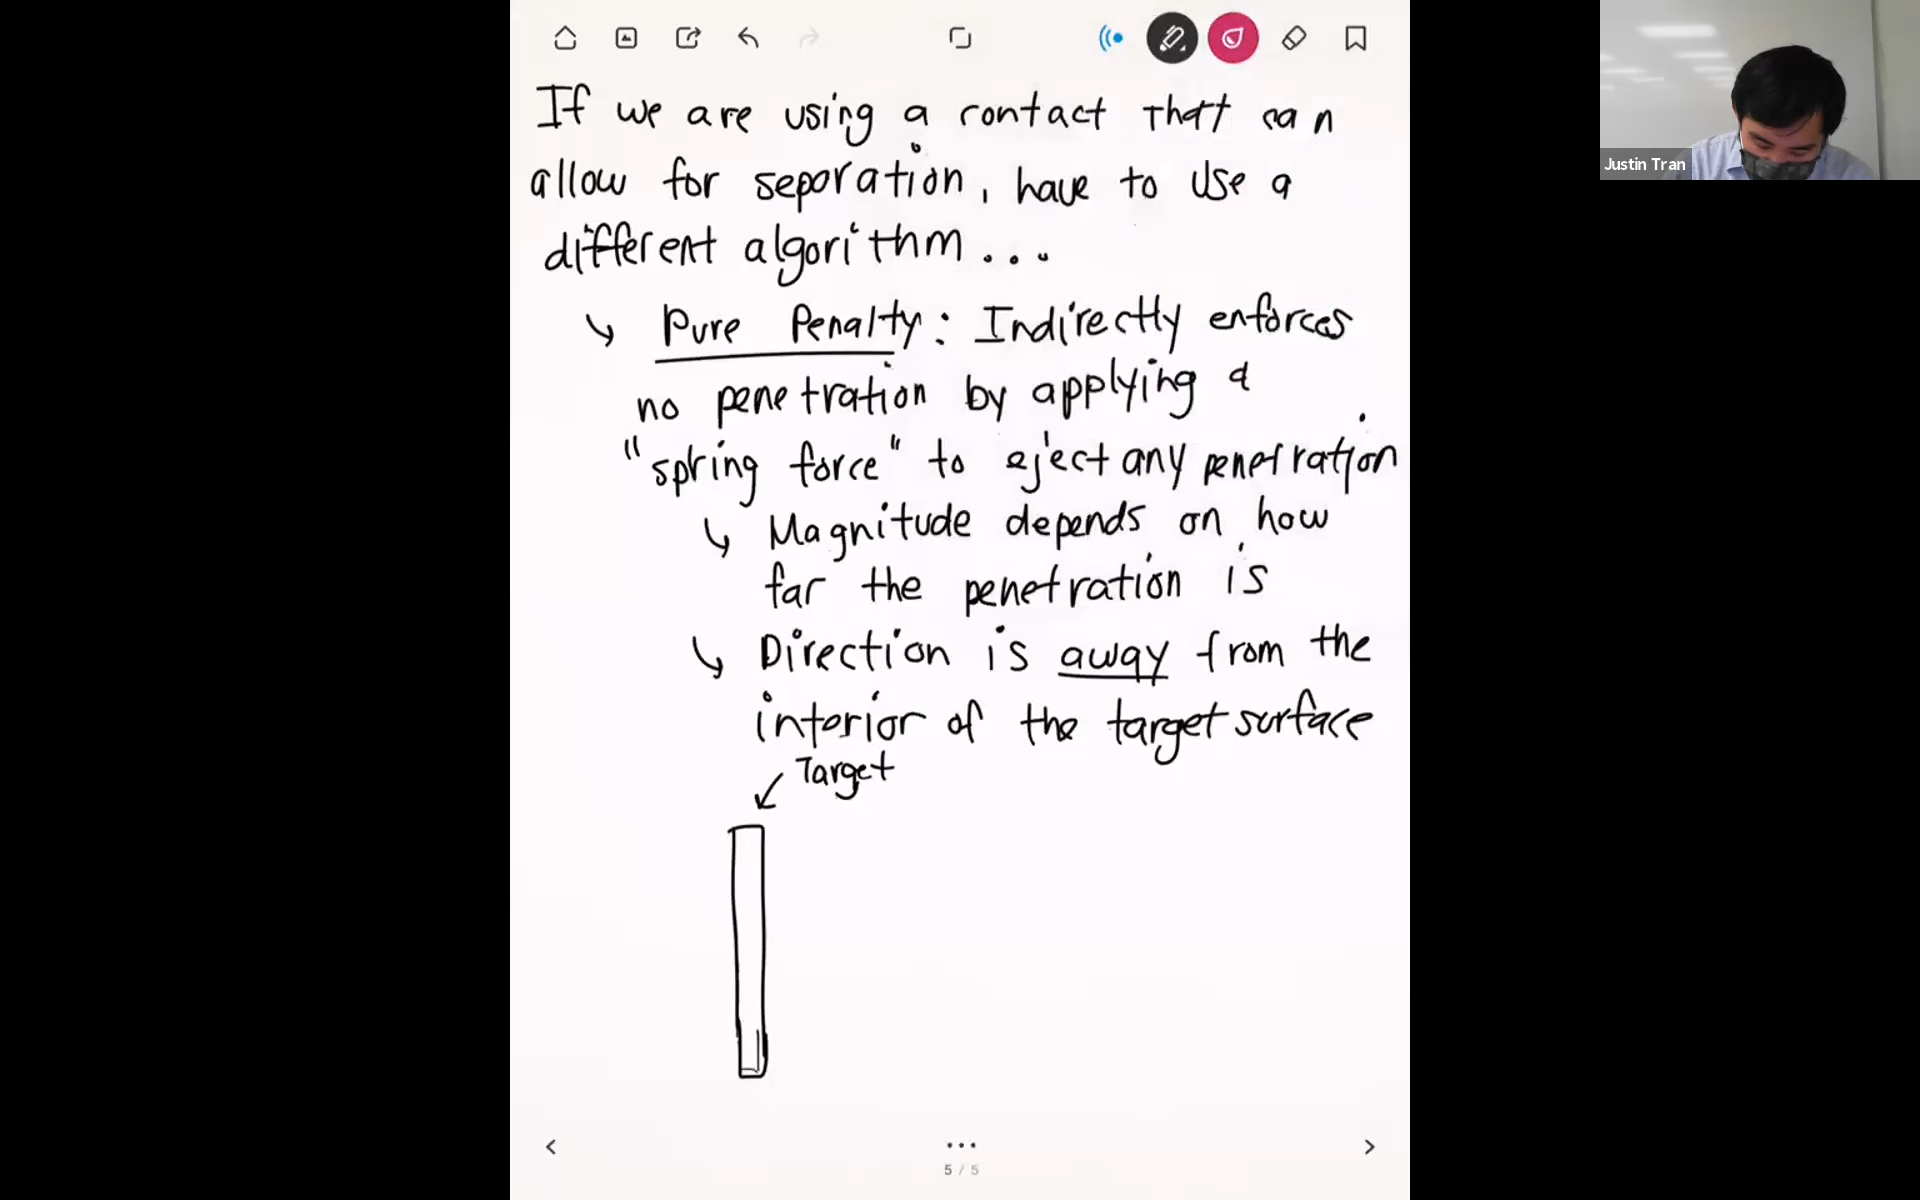 If we are using a contact that can
allow for separation, have to use a
different algorithm...
↳ Pure Penalty: Indirectly enforces
no penetration by applying a
"spring force" to eject any penetration
↳ Magnitude depends on how
far the penetration is
↳ Direction is away from the
interior of the target surface
Target
5 / 5
Justin Tran